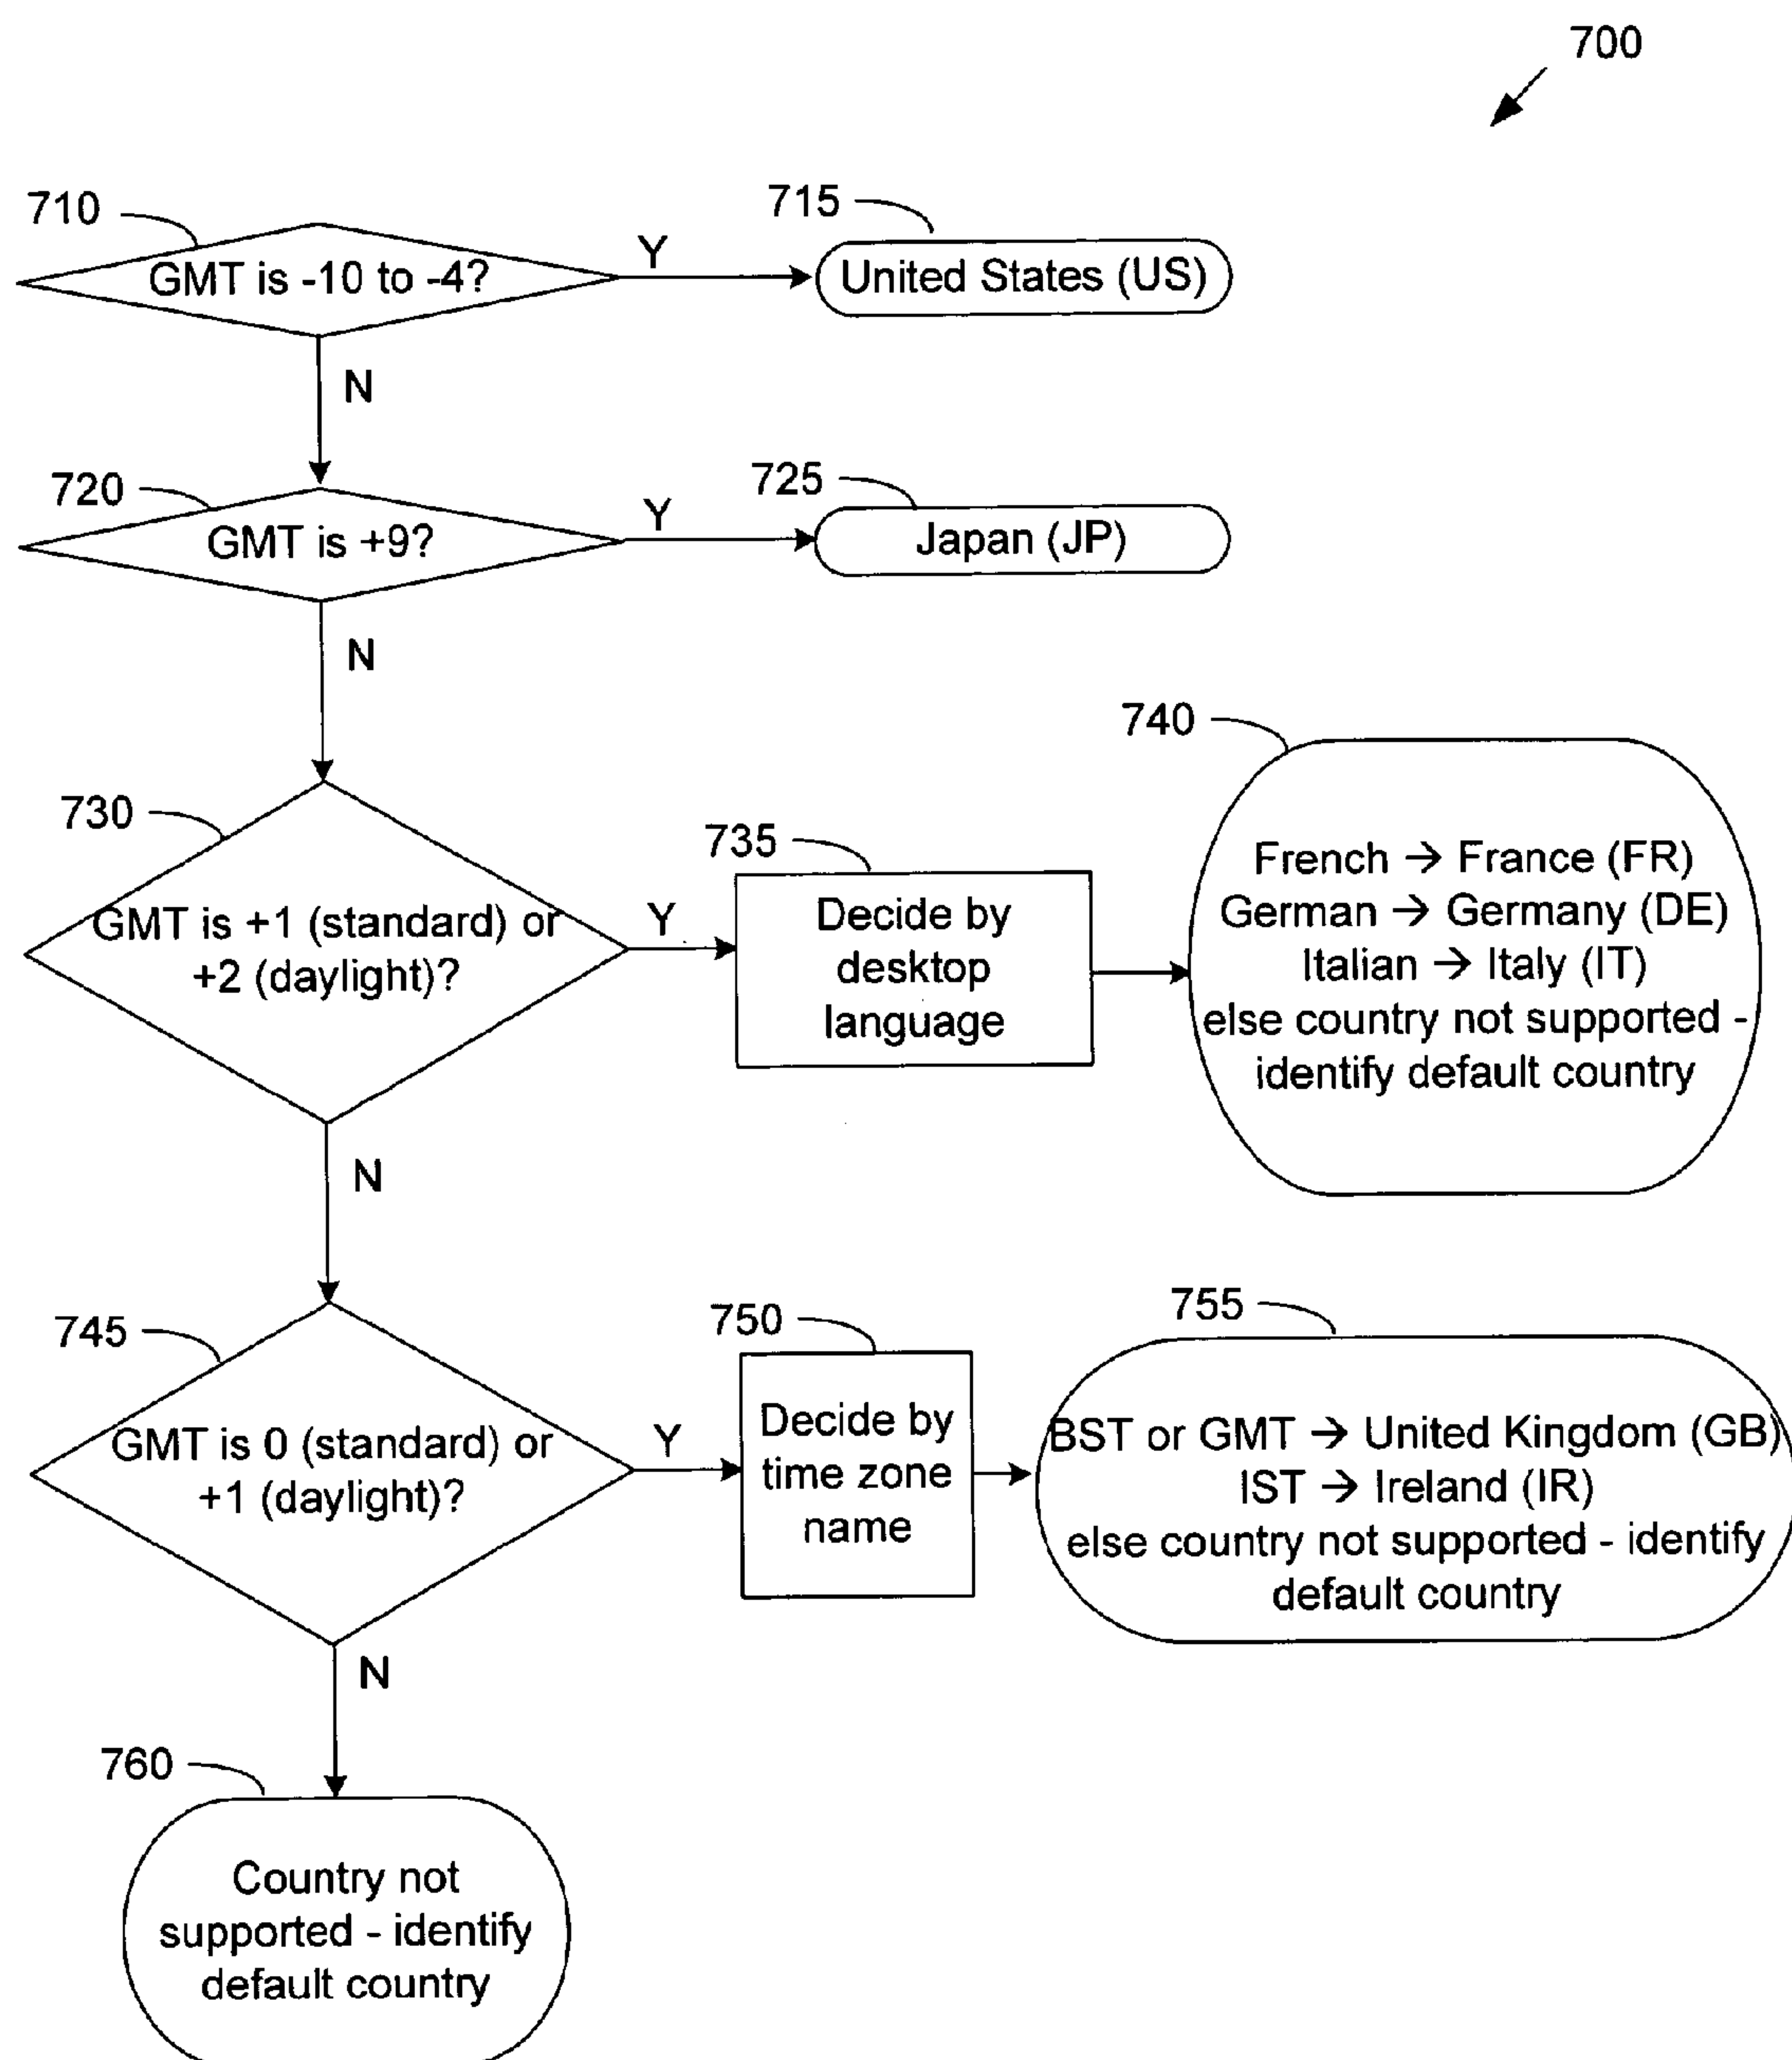 700
710
GMT is -10 to -4?
Y
715
United States (US)
N
720
GMT is +9?
Y
725
Japan (JP)
N
730
GMT is +1 (standard) or
+2 (daylight)?
Y
735
Decide by
desktop
language
740
French → France (FR)
German → Germany (DE)
Italian → Italy (IT)
else country not supported -
identify default country
N
745
GMT is 0 (standard) or
+1 (daylight)?
Y
750
Decide by
time zone
name
755
BST or GMT → United Kingdom (GB)
IST → Ireland (IR)
else country not supported - identify
default country
N
760
Country not
supported - identify
default country